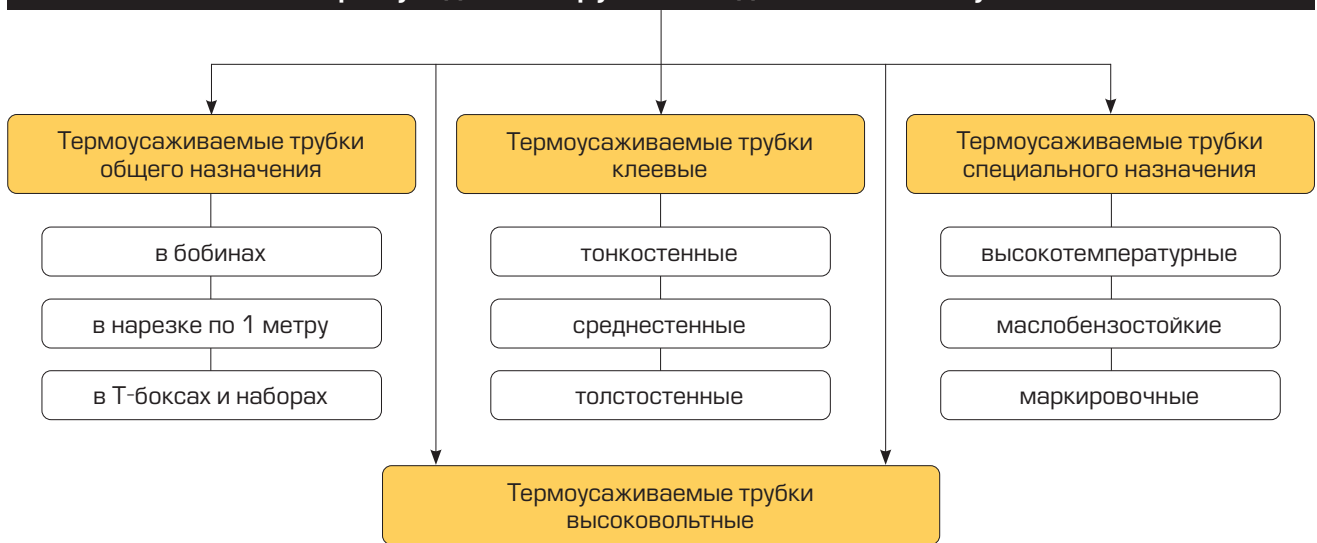 Термоусаживаемые трубки
общего назначения
в бобинах
в нарезке по 1 метру
в Т-боксах и наборах
Термоусаживаемые трубки
клеевые
тонкостенные
среднестенные
толстостенные
Термоусаживаемые трубки
специального назначения
высокотемпературные
маслобензостойкие
маркировочные
Термоусаживаемые трубки
высоковольтные